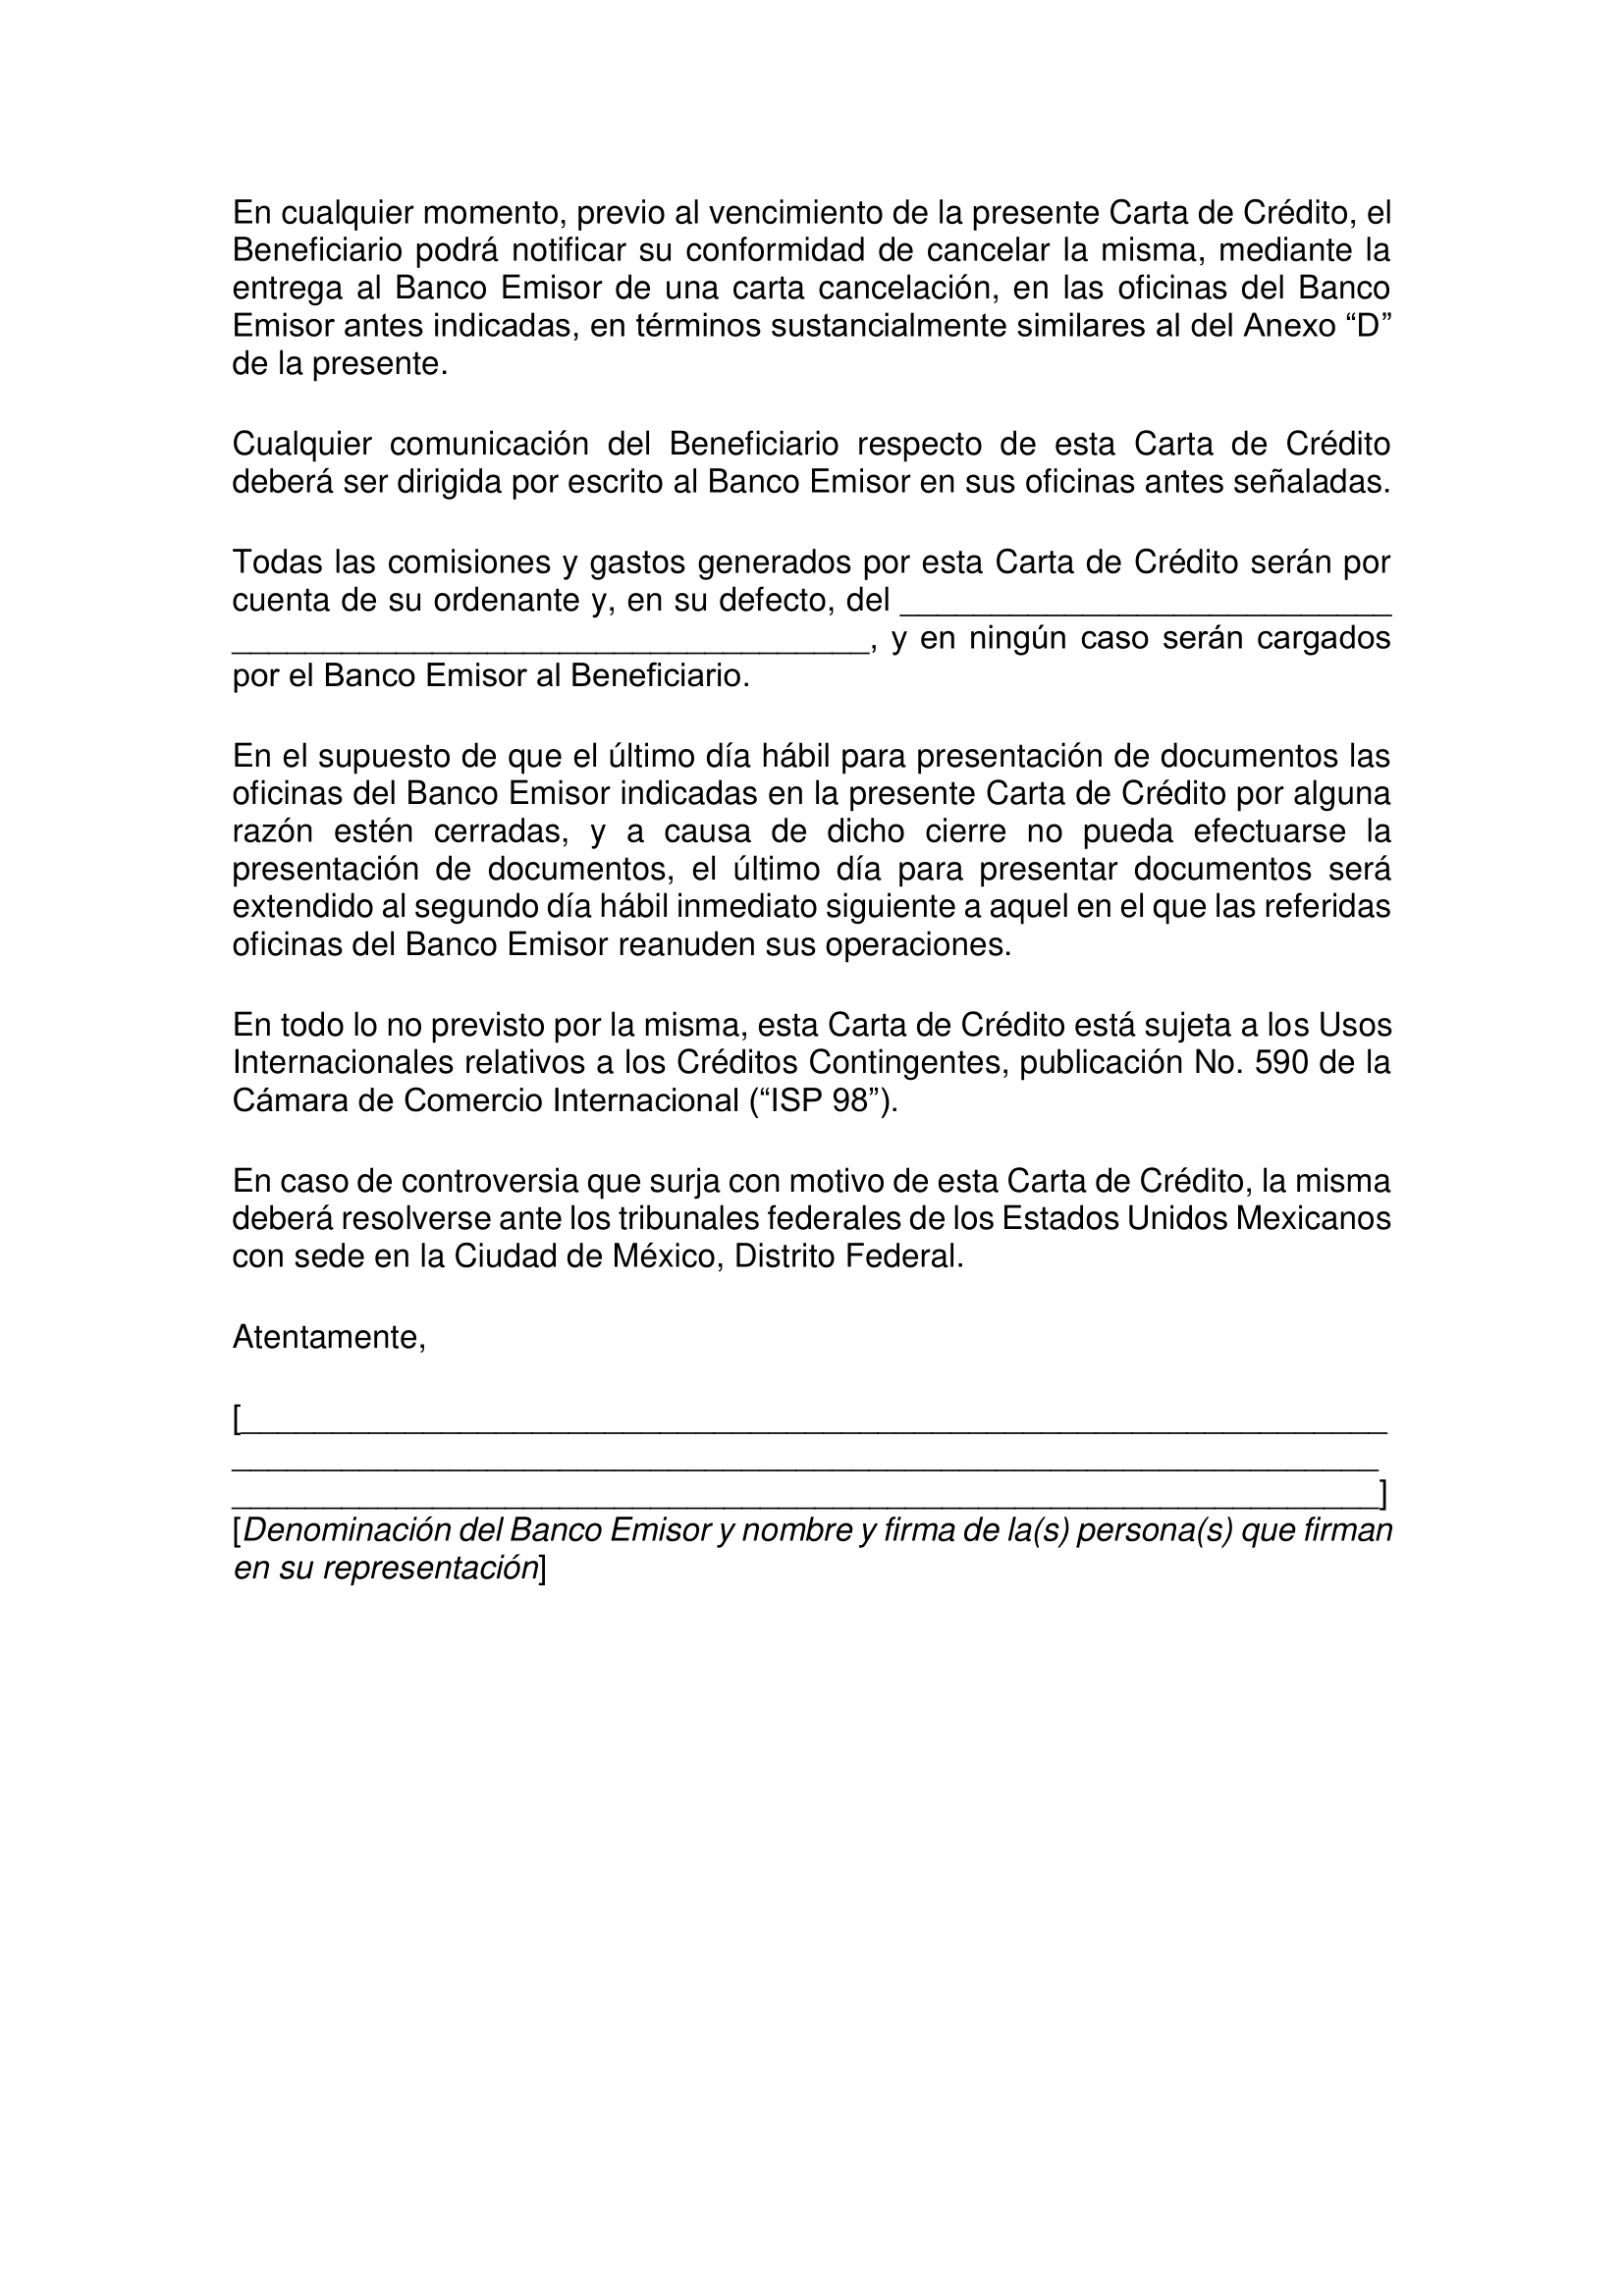 En cualquier momento, previo al vencimiento de la presente Carta de Crédito, el
Beneficiario podrá notificar su conformidad de cancelar la misma, mediante la
entrega al Banco Emisor de una carta cancelación, en las oficinas del Banco
Emisor antes indicadas, en términos sustancialmente similares al del Anexo “D”
de la presente.
Cualquier comunicación del Beneficiario respecto de esta Carta de Crédito
deberá ser dirigida por escrito al Banco Emisor en sus oficinas antes señaladas.
Todas las comisiones y gastos generados por esta Carta de Crédito serán por
cuenta de su ordenante y, en su defecto, del ___________________________
___________________________________, y en ningún caso serán cargados
por el Banco Emisor al Beneficiario.
En el supuesto de que el último día hábil para presentación de documentos las
oficinas del Banco Emisor indicadas en la presente Carta de Crédito por alguna
razón estén cerradas, y a causa de dicho cierre no pueda efectuarse la
presentación de documentos, el último día para presentar documentos será
extendido al segundo día hábil inmediato siguiente a aquel en el que las referidas
oficinas del Banco Emisor reanuden sus operaciones.
En todo lo no previsto por la misma, esta Carta de Crédito está sujeta a los Usos
Internacionales relativos a los Créditos Contingentes, publicación No. 590 de la
Cámara de Comercio Internacional (“ISP 98”).
En caso de controversia que surja con motivo de esta Carta de Crédito, la misma
deberá resolverse ante los tribunales federales de los Estados Unidos Mexicanos
con sede en la Ciudad de México, Distrito Federal.
Atentamente,
[_______________________________________________________________
_______________________________________________________________
_______________________________________________________________]
[Denominación del Banco Emisor y nombre y firma de la(s) persona(s) que firman
en su representación]